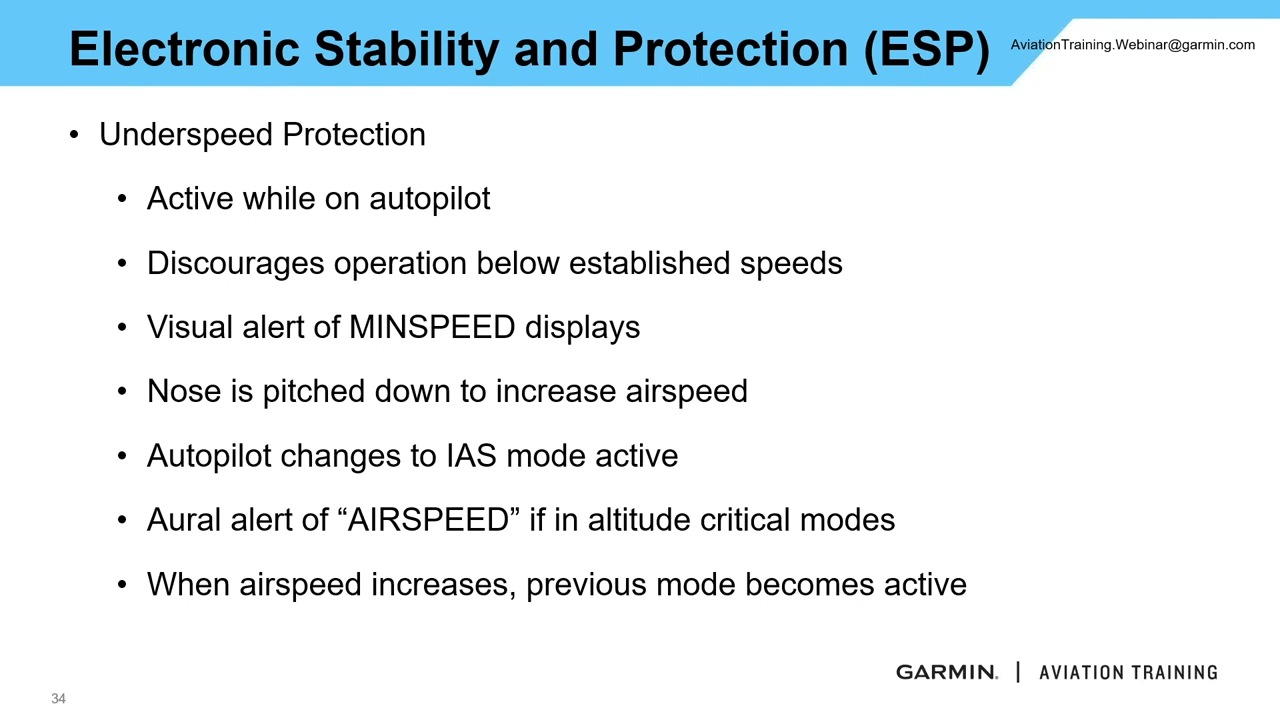 Electronic Stability and Protection (ESP)
AviationTraining.Webinar@garmin.com
• Underspeed Protection
• Active while on autopilot
• Discourages operation below established speeds
• Visual alert of MINSPEED displays
• Nose is pitched down to increase airspeed
• Autopilot changes to IAS mode active
• Aural alert of “AIRSPEED” if in altitude critical modes
• When airspeed increases, previous mode becomes active
GARMIN. | AVIATION TRAINING
34